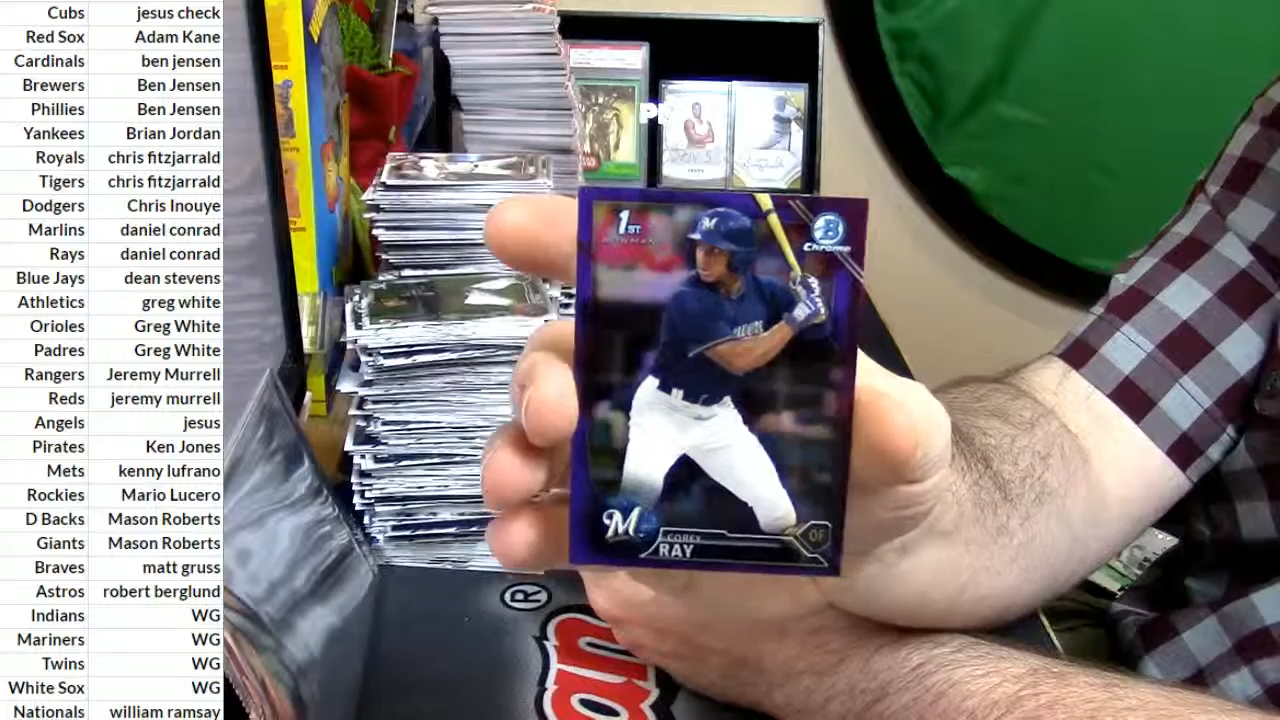 Cubs jesus check
Red Sox Adam Kane
Cardinals ben jensen
Brewers Ben Jensen
Phillies Ben Jensen
Yankees Brian Jordan
Royals chris fitzjarrald
Tigers chris fitzjarrald
Dodgers Chris Inouye
Marlins daniel conrad
Rays daniel conrad
Blue Jays dean stevens
Athletics greg white
Orioles Greg White
Padres Greg White
Rangers Jeremy Murrell
Reds jeremy murrell
Angels jesus
Pirates Ken Jones
Mets kenny lufrano
Rockies Mario Lucero
D Backs Mason Roberts
Giants Mason Roberts
Braves matt gruss
Astros robert berglund
Indians WG
Mariners WG
Twins WG
White Sox WG
Nationals william ramsay
1ST
BOWMAN
B
Chrome
M
M
COREY
RAY
OF
®
an